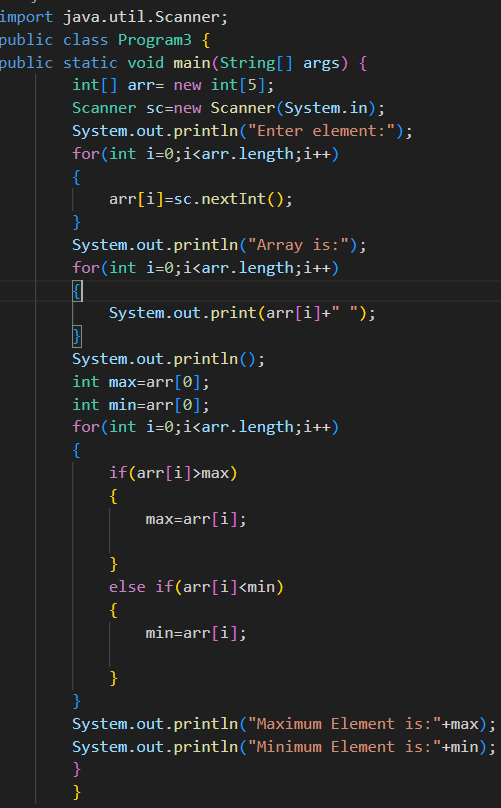 import java.util.Scanner;
public class Program3 {
public static void main(String[] args) {
        int[] arr= new int[5];
        Scanner sc=new Scanner(System.in);
        System.out.println("Enter element:");
        for(int i=0;i<arr.length;i++)
        {
            arr[i]=sc.nextInt();
        }
        System.out.println("Array is:");
        for(int i=0;i<arr.length;i++)
        {
            System.out.print(arr[i]+" ");
        }
        System.out.println();
        int max=arr[0];
        int min=arr[0];
        for(int i=0;i<arr.length;i++)
        {
            if(arr[i]>max)
            {
                max=arr[i];

            }
            else if(arr[i]<min)
            {
                min=arr[i];

            }
        }
        System.out.println("Maximum Element is:"+max);
        System.out.println("Minimum Element is:"+min);
        }
        }